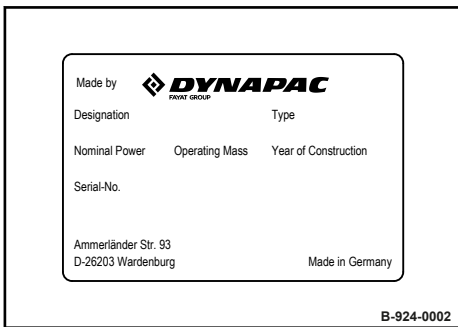 Made by DYNAPAC
FAYAT GROUP
Designation Type
Nominal Power Operating Mass Year of Construction
Serial-No.
Ammerländer Str. 93
D-26203 Wardenburg Made in Germany
B-924-0002